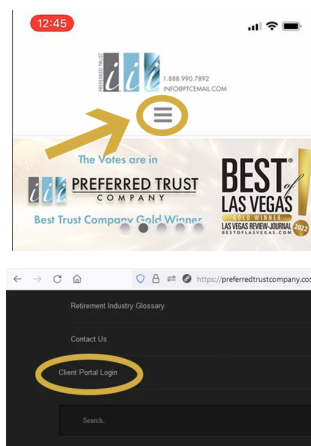 12:45
PREFERRED TRUST
1.888.990.7892
INFO@PTCEMAIL.COM
The Votes are in
PREFERRED TRUST
COMPANY
Best Trust Company Gold Winner
BEST of
LAS VEGAS
GOLD WINNER
LAS VEGAS REVIEW-JOURNAL 2022
BESTOFLASVEGAS.COM
https://preferredtrustcompany.co
Retirement Industry Glossary
Contact Us
Client Portal Login
Search..